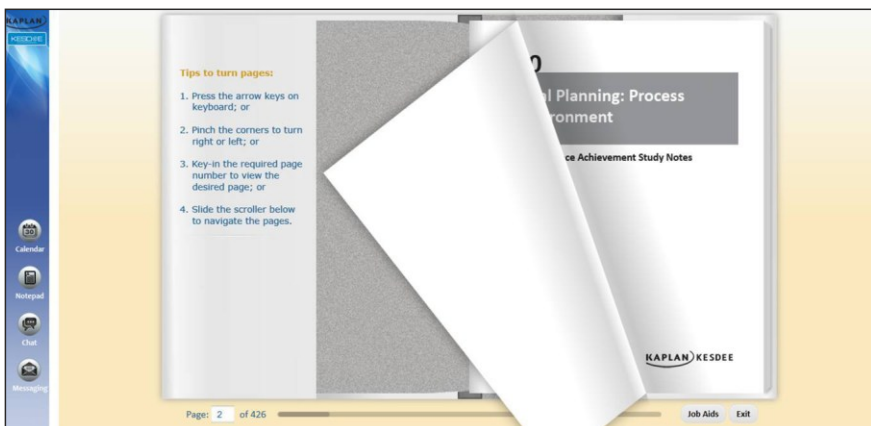 KAPLAN
KESDEE
Calendar
Notepad
Chat
Messaging
Tips to turn pages:
1. Press the arrow keys on
keyboard; or
2. Pinch the corners to turn
right or left; or
3. Key-in the required page
number to view the
desired page; or
4. Slide the scroller below
to navigate the pages.
0
al Planning: Process
ronment
ce Achievement Study Notes
KAPLAN) KESDEE
Page: 2 of 426
Job Aids Exit